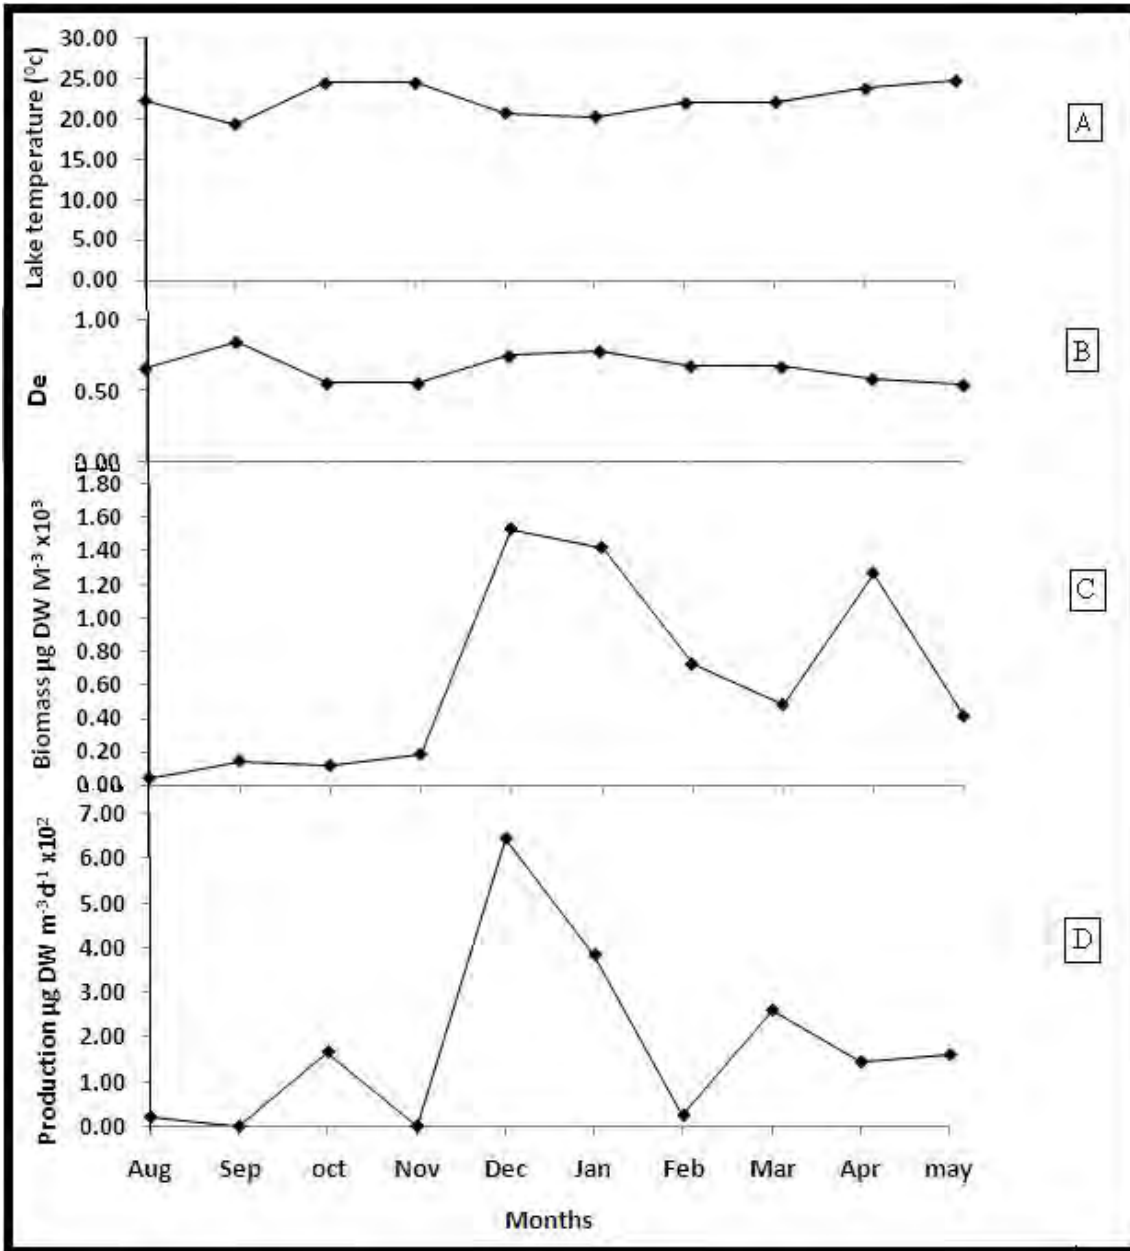 30.00
25.00
20.00
15.00
10.00
5.00
0.00
Lake temperature (⁰c)
A
1.00
0.50
0.00
De
B
1.80
1.60
1.40
1.20
1.00
0.80
0.60
0.40
0.20
0.00
Biomass µg DW M⁻³ x10³
C
7.00
6.00
5.00
4.00
3.00
2.00
1.00
0.00
Production µg DW m⁻³ d⁻¹ x10²
D
Aug Sep oct Nov Dec Jan Feb Mar Apr may
Months